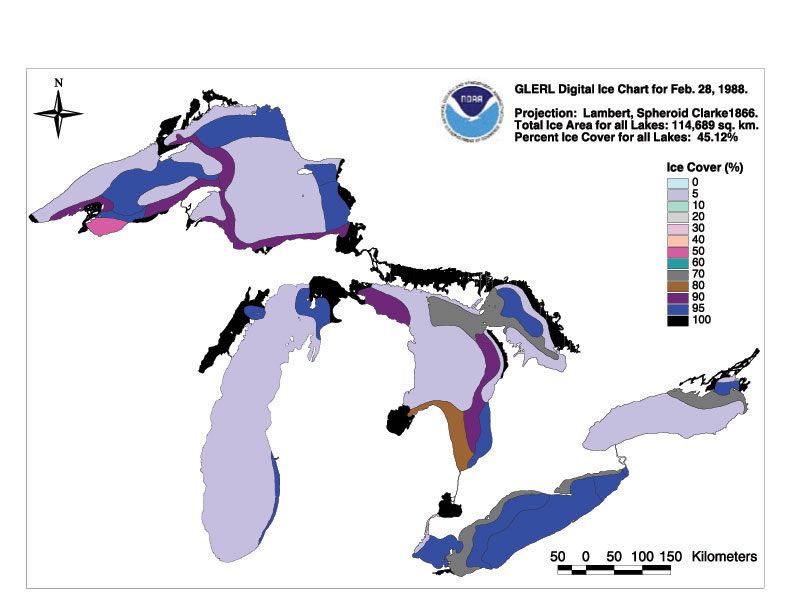 N
NOAA
GLERL Digital Ice Chart for Feb. 28, 1988.
Projection: Lambert, Spheroid Clarke1866.
Total Ice Area for all Lakes: 114,689 sq. km.
Percent Ice Cover for all Lakes: 45.12%
Ice Cover (%)
0
5
10
20
30
40
50
60
70
80
90
95
100
50 0 50 100 150 Kilometers